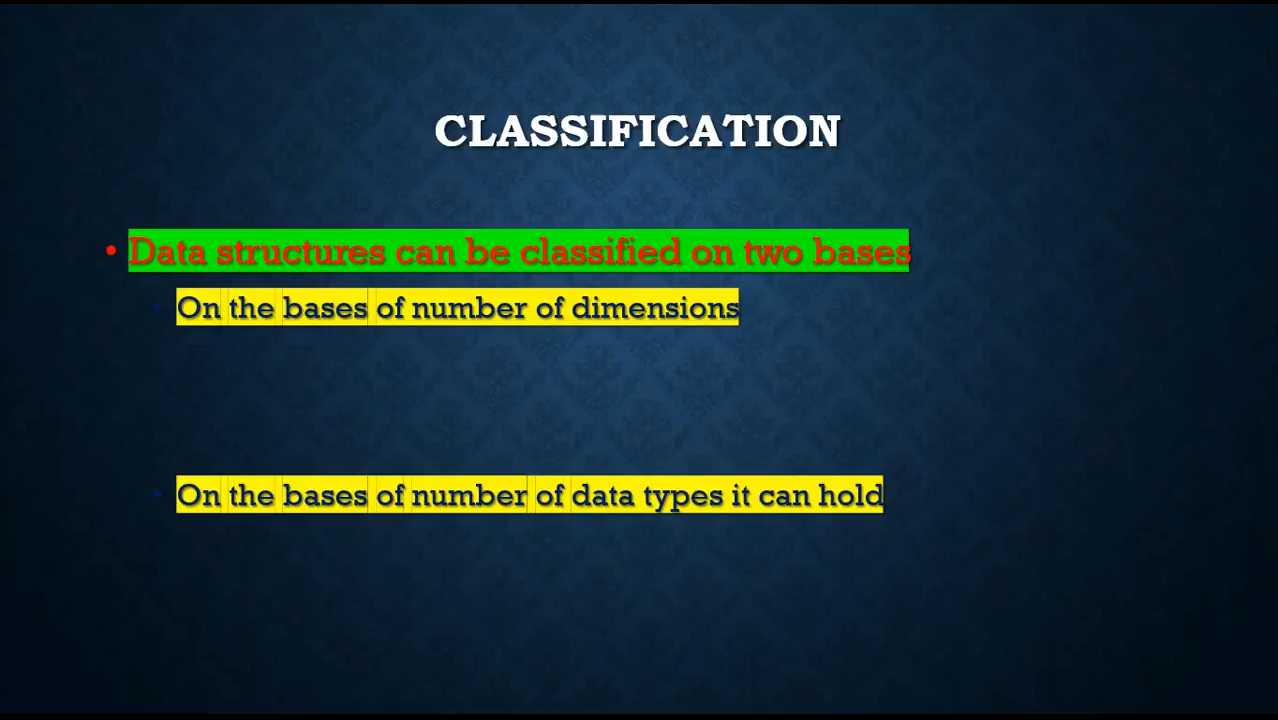 CLASSIFICATION
• Data structures can be classified on two bases
• On the bases of number of dimensions
• On the bases of number of data types it can hold